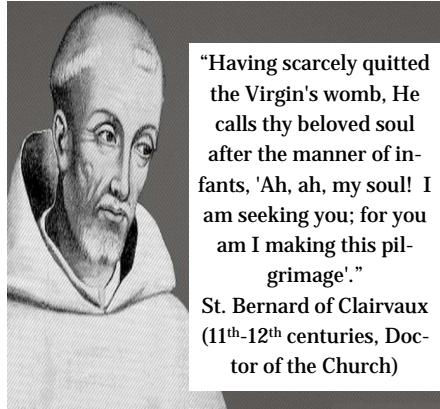 “Having scarcely quitted
the Virgin's womb, He
calls thy beloved soul
after the manner of in-
fants, 'Ah, ah, my soul!  I
am seeking you; for you
am I making this pil-
grimage'.”
St. Bernard of Clairvaux
(11th-12th centuries, Doc-
tor of the Church)